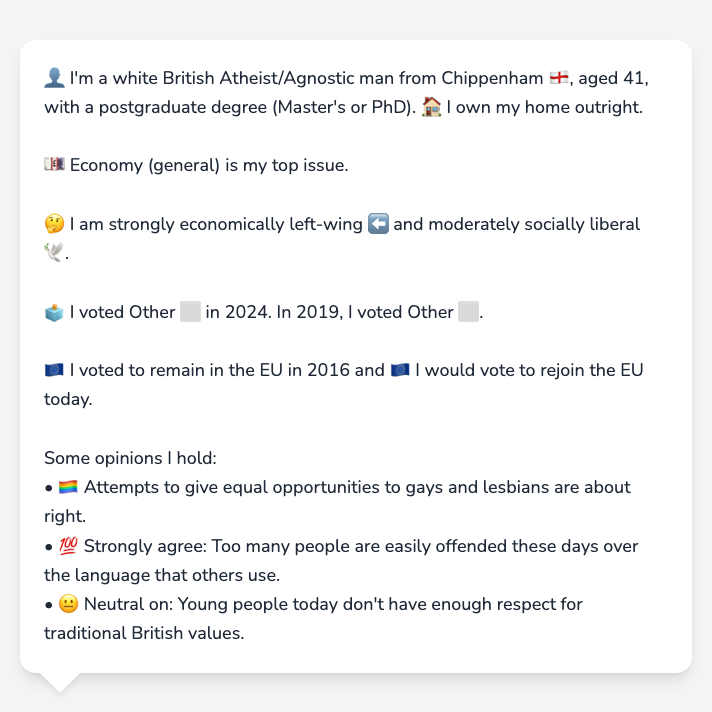 👤 I'm a white British Atheist/Agnostic man from Chippenham 🏴󠁧󠁢󠁥󠁮󠁧󠁿, aged 41,
with a postgraduate degree (Master's or PhD). 🏠 I own my home outright.
💷 Economy (general) is my top issue.
🤔 I am strongly economically left-wing ⬅️ and moderately socially liberal
🕊️.
🗳️ I voted Other ⬜ in 2024. In 2019, I voted Other ⬜.
🇪🇺 I voted to remain in the EU in 2016 and 🇪🇺 I would vote to rejoin the EU
today.
Some opinions I hold:
• 🏳️‍🌈 Attempts to give equal opportunities to gays and lesbians are about
right.
• 💯 Strongly agree: Too many people are easily offended these days over
the language that others use.
• 😐 Neutral on: Young people today don't have enough respect for
traditional British values.